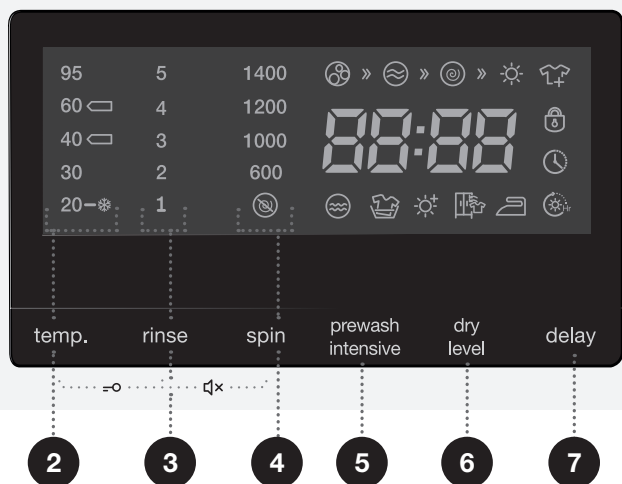 95 5 1400
60 4 1200
40 3 1000
30 2 600
20 1
88:88
Hr
temp. rinse spin prewash intensive dry level delay
2 3 4 5 6 7